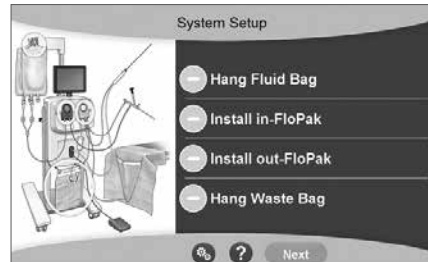 System Setup
Hang Fluid Bag
Install in-FloPak
Install out-FloPak
Hang Waste Bag
?
Next